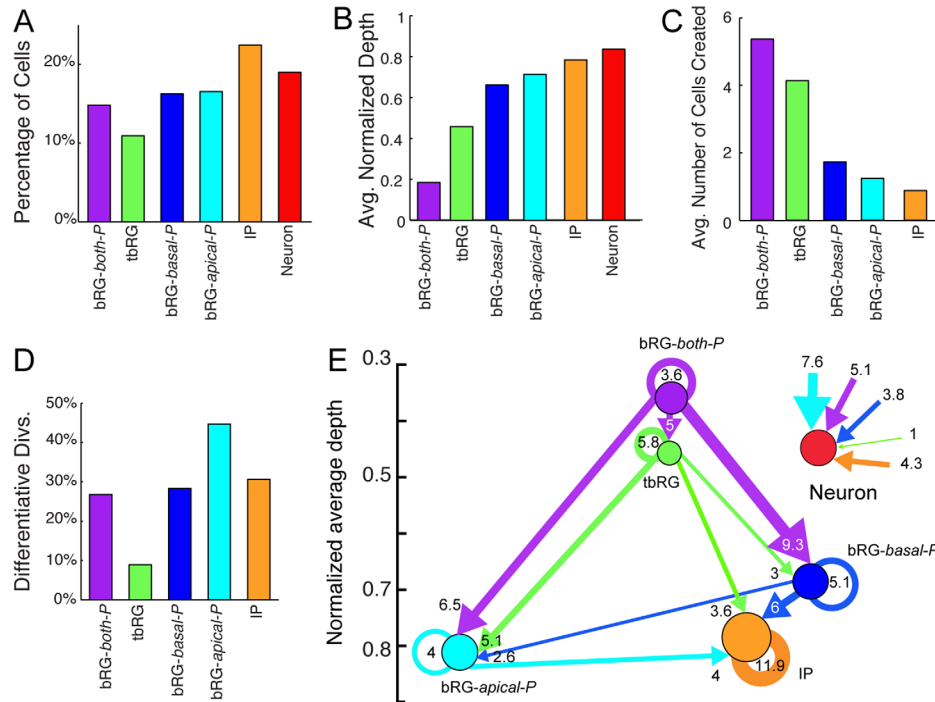 A
Percentage of Cells
20%
10%
0%
bRG-both-P
tbRG
bRG-basal-P
bRG-apical-P
IP
Neuron
B
Avg. Normalized Depth
1
0.8
0.6
0.4
0.2
0
bRG-both-P
tbRG
bRG-basal-P
bRG-apical-P
IP
Neuron
C
Avg. Number of Cells Created
6
4
2
0
bRG-both-P
tbRG
bRG-basal-P
bRG-apical-P
IP
D
Differentiative Divs.
50%
40%
30%
20%
10%
0%
bRG-both-P
tbRG
bRG-basal-P
bRG-apical-P
IP
E
Normalized average depth
0.3
0.5
0.7
0.8
bRG-both-P
3.6
5
5.8
tbRG
7.6
5.1
3.8
1
4.3
Neuron
9.3
bRG-basal-P
3
5.1
6
6.5
3.6
5.1
2.6
4
bRG-apical-P
11.9
4
IP